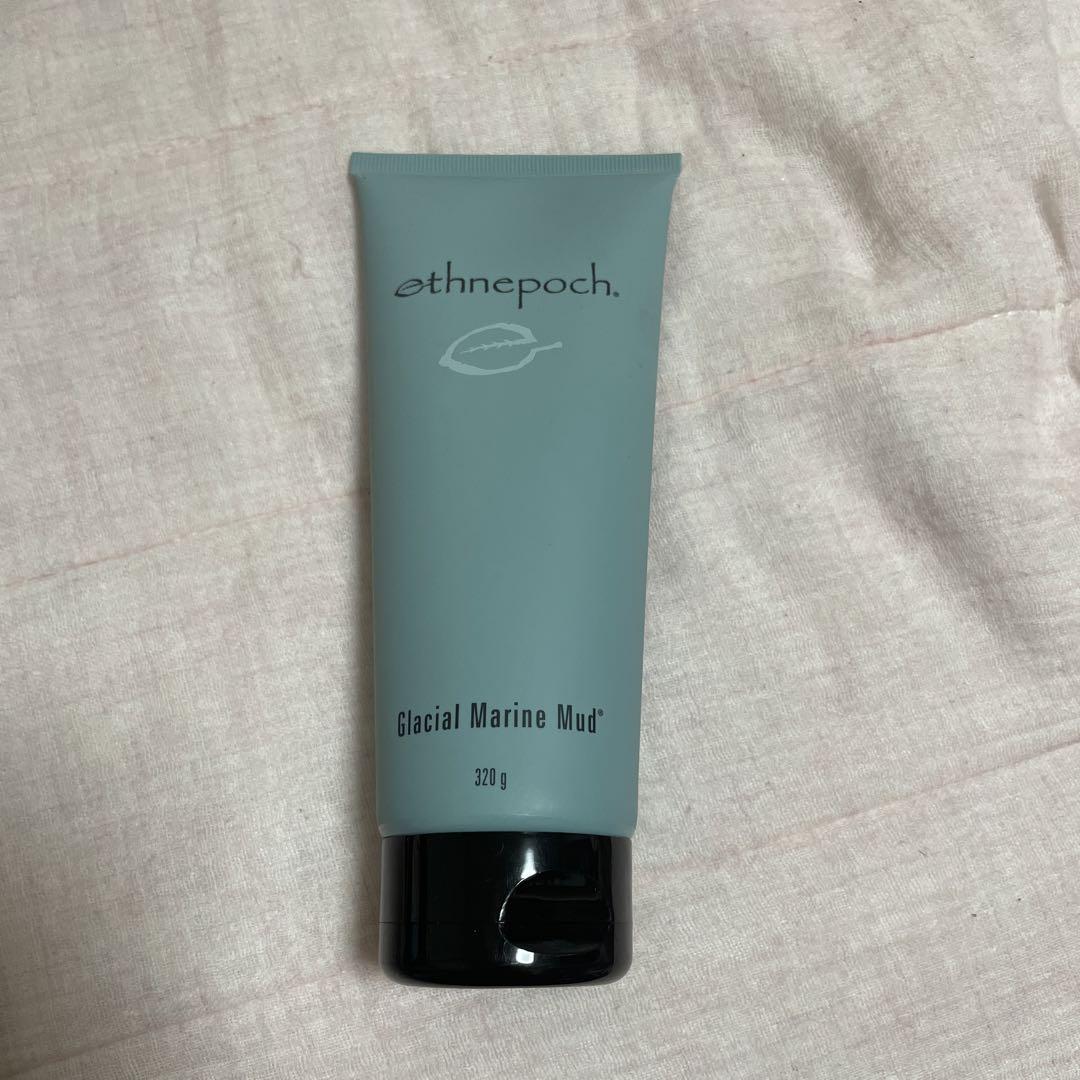 ethnepoch®
Glacial Marine Mud®
320 g